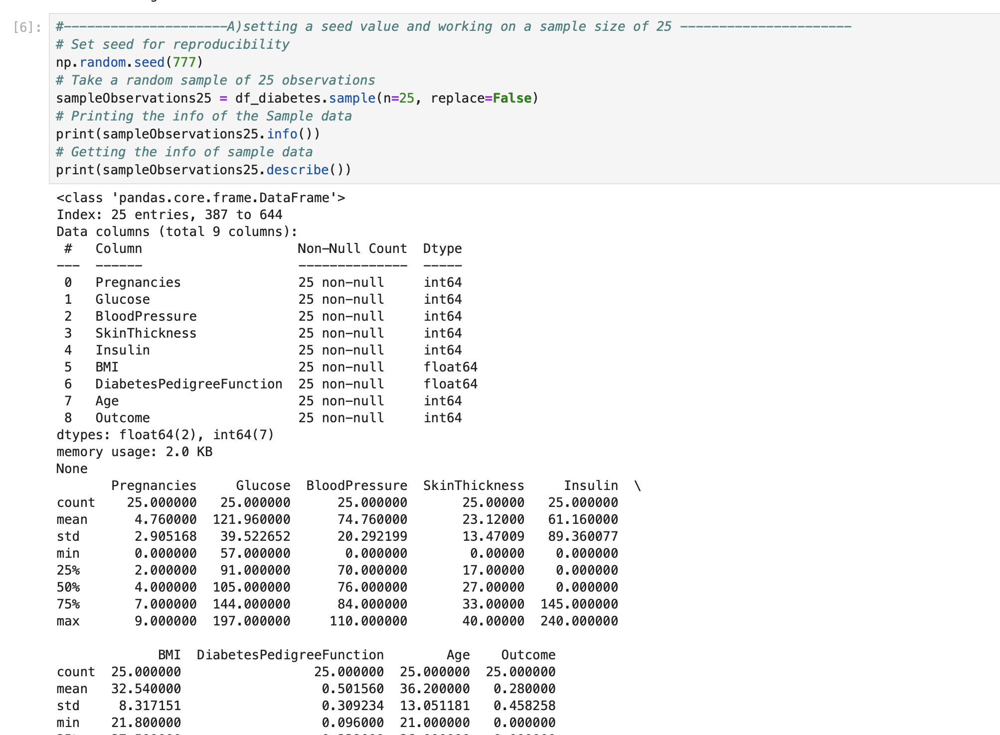 [6]: #---------------------A)setting a seed value and working on a sample size of 25 ----------------------
# Set seed for reproducibility
np.random.seed(777)
# Take a random sample of 25 observations
sampleObservations25 = df_diabetes.sample(n=25, replace=False)
# Printing the info of the Sample data
print(sampleObservations25.info())
# Getting the info of sample data
print(sampleObservations25.describe())
<class 'pandas.core.frame.DataFrame'>
Index: 25 entries, 387 to 644
Data columns (total 9 columns):
 #   Column                    Non-Null Count  Dtype
---  ------                    --------------  -----
 0   Pregnancies               25 non-null     int64
 1   Glucose                   25 non-null     int64
 2   BloodPressure             25 non-null     int64
 3   SkinThickness             25 non-null     int64
 4   Insulin                   25 non-null     int64
 5   BMI                       25 non-null     float64
 6   DiabetesPedigreeFunction  25 non-null     float64
 7   Age                       25 non-null     int64
 8   Outcome                   25 non-null     int64
dtypes: float64(2), int64(7)
memory usage: 2.0 KB
None
       Pregnancies     Glucose  BloodPressure  SkinThickness     Insulin  \
count    25.000000   25.000000      25.000000       25.00000   25.000000
mean      4.760000  121.960000      74.760000       23.12000   61.160000
std       2.905168   39.522652      20.292199       13.47009   89.360077
min       0.000000   57.000000       0.000000        0.00000    0.000000
25%       2.000000   91.000000      70.000000       17.00000    0.000000
50%       4.000000  105.000000      76.000000       27.00000    0.000000
75%       7.000000  144.000000      84.000000       33.00000  145.000000
max       9.000000  197.000000     110.000000       40.00000  240.000000
             BMI  DiabetesPedigreeFunction        Age    Outcome
count  25.000000                 25.000000  25.000000  25.000000
mean   32.540000                  0.501560  36.200000   0.280000
std     8.317151                  0.309234  13.051181   0.458258
min    21.800000                  0.096000  21.000000   0.000000